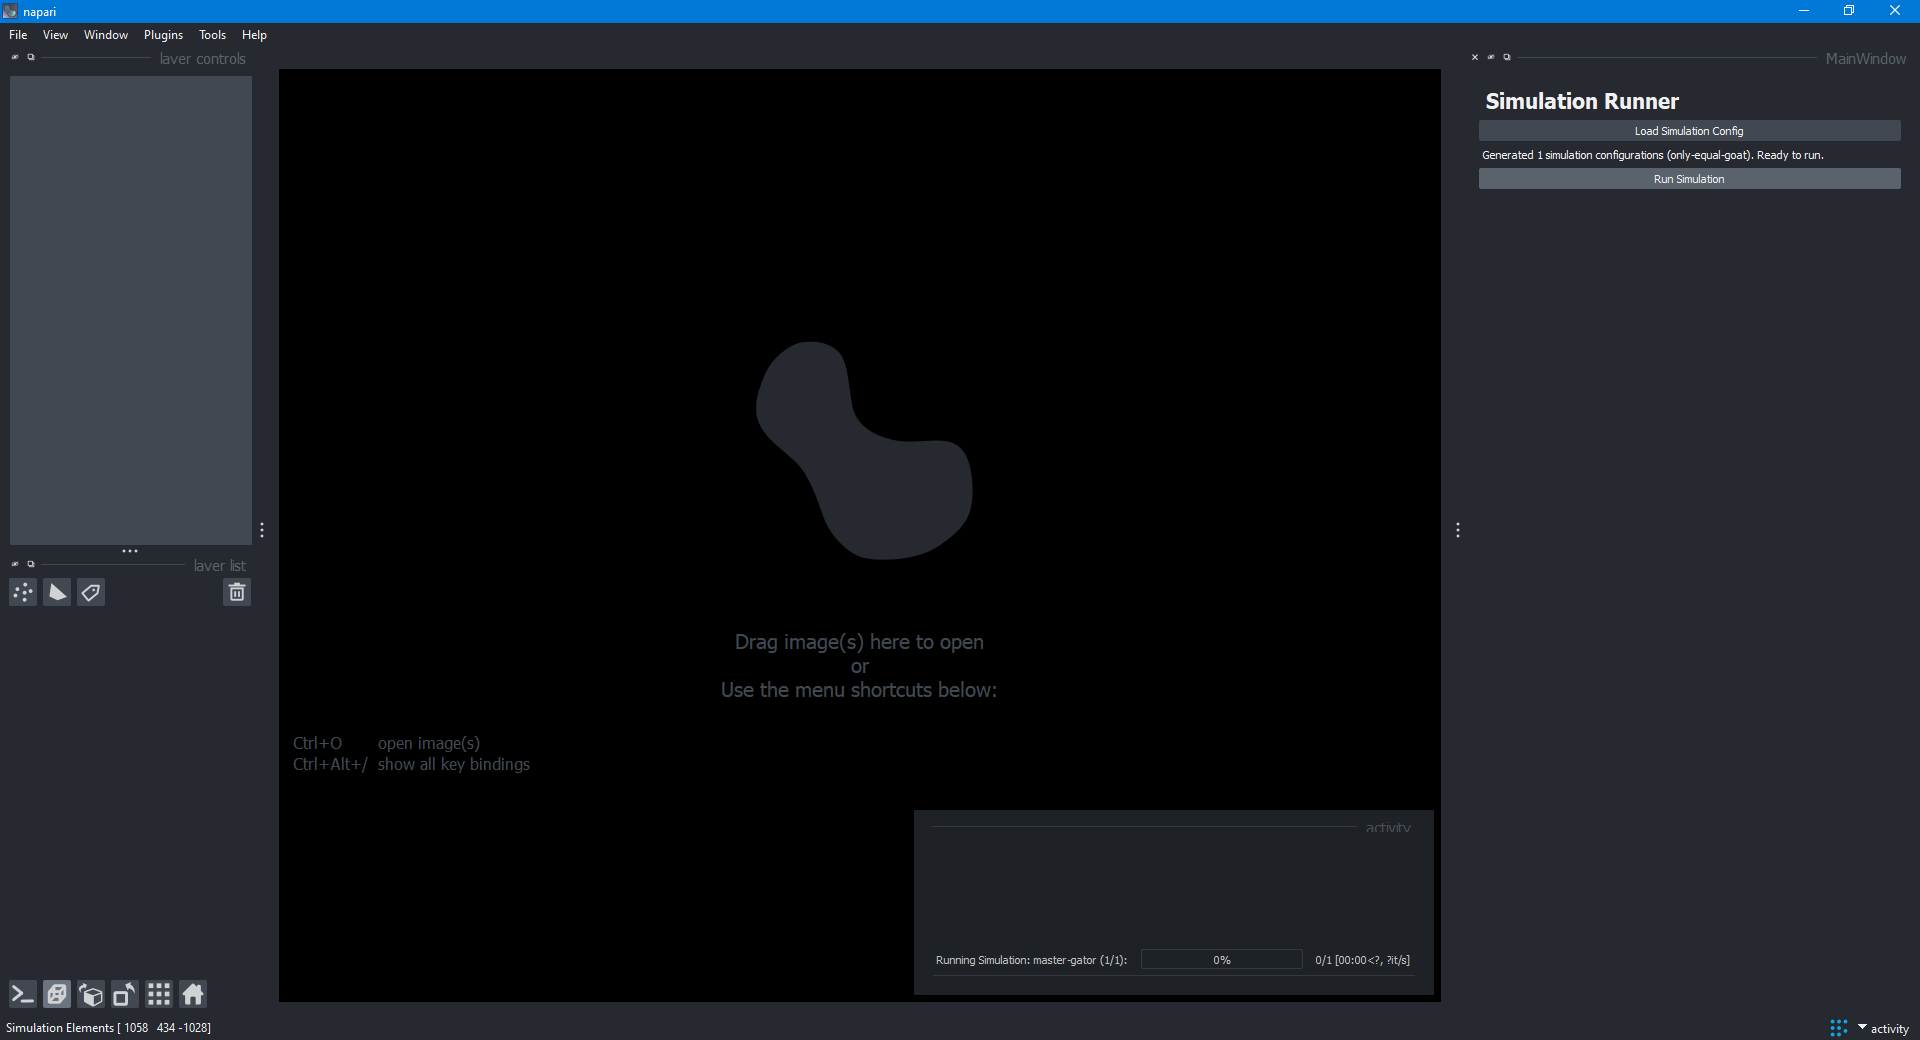 napari
File View Window Plugins Tools Help
layer controls
MainWindow
Simulation Runner
Load Simulation Config
Generated 1 simulation configurations (only-equal-goat). Ready to run.
Run Simulation
layer list
Drag image(s) here to open
or
Use the menu shortcuts below:
Ctrl+O open image(s)
Ctrl+Alt+/ show all key bindings
activity
Running Simulation: master-gator (1/1): 0% 0/1 [00:00<?, ?it/s]
Simulation Elements [ 1058 434 -1028]
activity